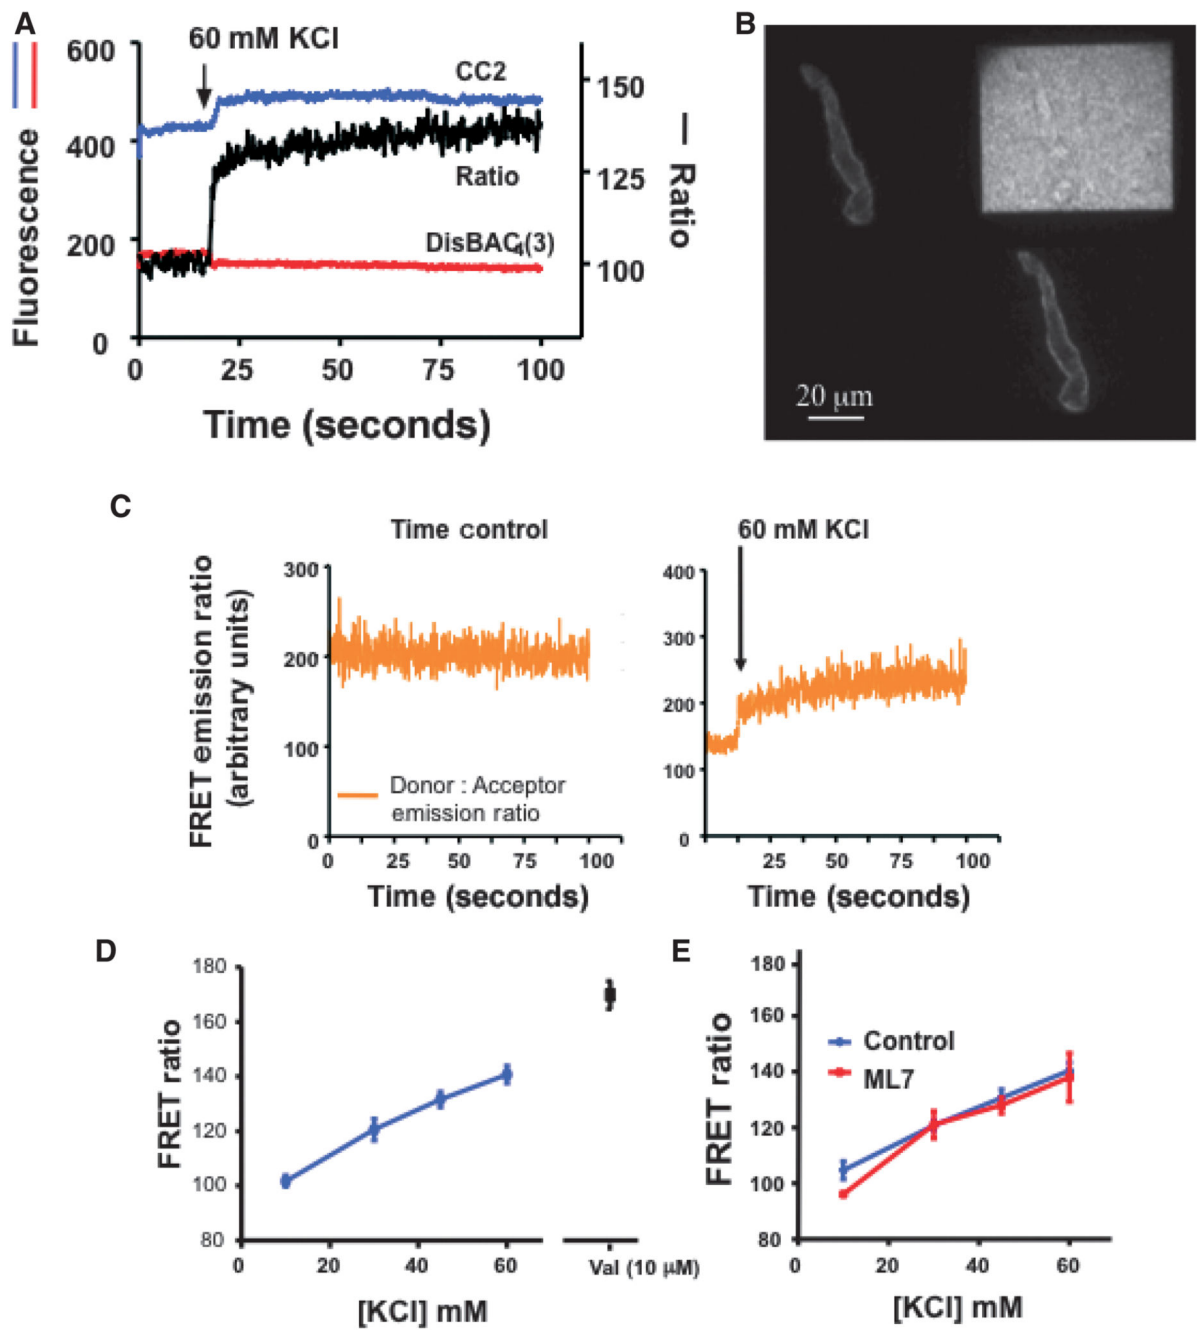 A
60 mM KCl
600
400
200
0
Fluorescence
CC2
Ratio
DisBAC4(3)
150
125
100
Ratio
0 25 50 75 100
Time (seconds)
B
20 µm
C
Time control
FRET emission ratio
(arbitrary units)
300
200
100
0
Donor : Acceptor
emission ratio
0 25 50 75 100
Time (seconds)
60 mM KCl
400
300
200
100
0
25 50 75 100
Time (seconds)
D
FRET ratio
180
160
140
120
100
80
0 20 40 60
Val (10 µM)
[KCl] mM
E
FRET ratio
180
160
140
120
100
80
Control
ML7
0 20 40 60
[KCl] mM